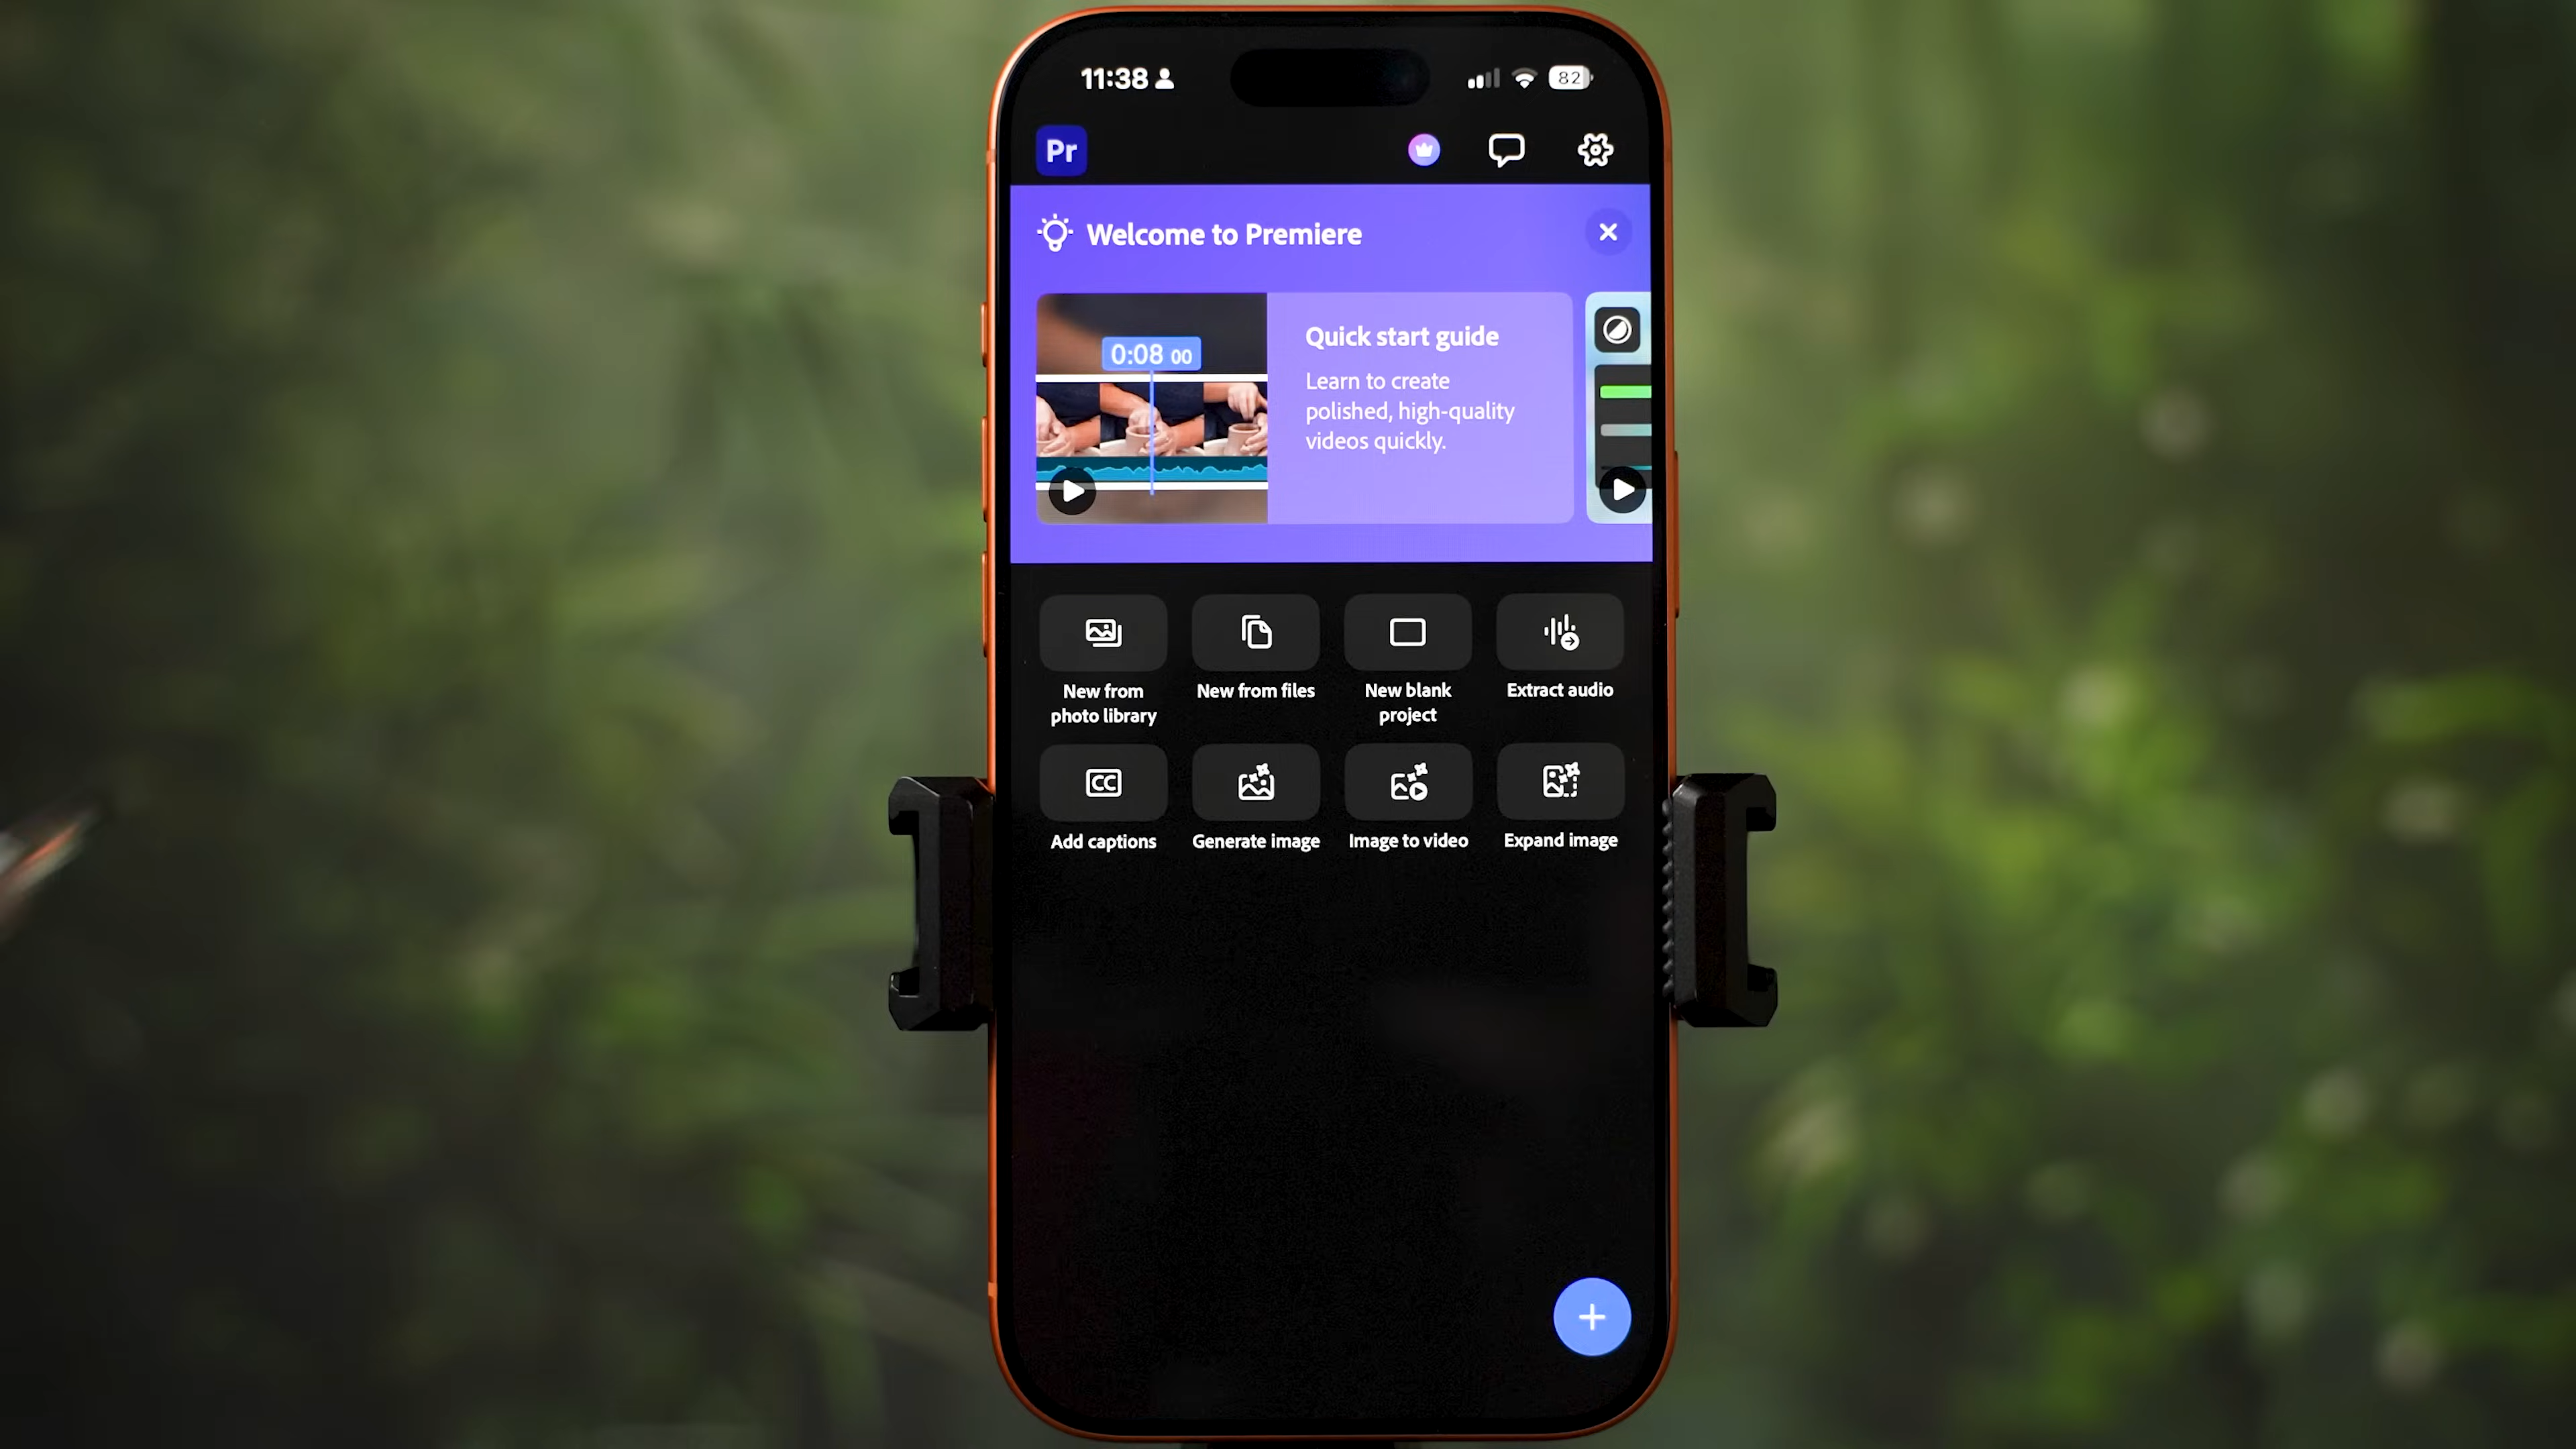 11:38
82
Pr
Welcome to Premiere
0:08 00
Quick start guide
Learn to create
polished, high-quality
videos quickly.
New from
photo library
New from files
New blank
project
Extract audio
CC
Add captions
Generate image
Image to video
Expand image